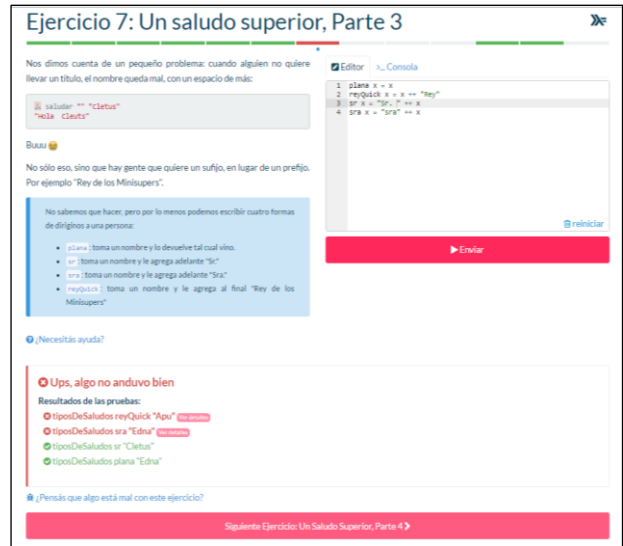 Ejercicio 7: Un saludo superior, Parte 3
Nos dimos cuenta de un pequeño problema: cuando alguien no quiere
llevar un título, el nombre queda mal, con un espacio de más:
saludar "" "Cletus"
"Hola  Cleuts"
Buuu
No sólo eso, sino que hay gente que quiere un sufijo, en lugar de un prefijo.
Por ejemplo "Rey de los Minisupers".
No sabemos que hacer, pero por lo menos podemos escribir cuatro formas
de dirigirnos a una persona:
plana: toma un nombre y lo devuelve tal cual vino.
sr: toma un nombre y le agrega adelante "Sr."
sra: toma un nombre y le agrega adelante "Sra."
reyQuick: toma un nombre y le agrega al final "Rey de los
Minisupers"
¿Necesitás ayuda?
Editor
>_ Consola
1 plana x = x
2 reyQuick x = x ++ "Rey"
3 sr x = "Sr. " ++ x
4 sra x = "sra" ++ x
reiniciar
Enviar
Ups, algo no anduvo bien
Resultados de las pruebas:
tiposDeSaludos reyQuick "Apu" Ver detalles
tiposDeSaludos sra "Edna" Ver detalles
tiposDeSaludos sr "Cletus"
tiposDeSaludos plana "Edna"
¿Pensás que algo está mal con este ejercicio?
Siguiente Ejercicio: Un Saludo Superior, Parte 4